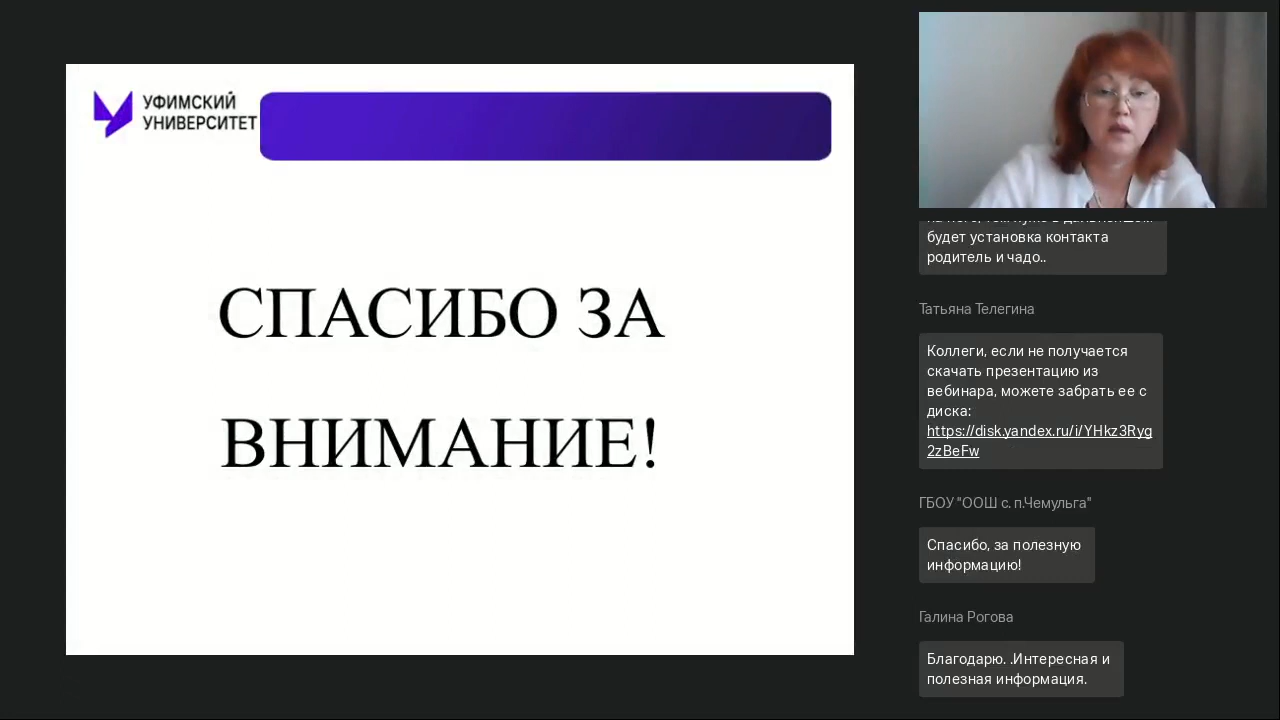 УФИМСКИЙ
УНИВЕРСИТЕТ
СПАСИБО ЗА
ВНИМАНИЕ!
будет установка контакта
родитель и чадо..
Татьяна Телегина
Коллеги, если не получается
скачать презентацию из
вебинара, можете забрать ее с
диска:
https://disk.yandex.ru/i/YHkz3Ryg
2zBeFw
ГБОУ "ООШ с. п.Чемульга"
Спасибо, за полезную
информацию!
Галина Рогова
Благодарю. .Интересная и
полезная информация.